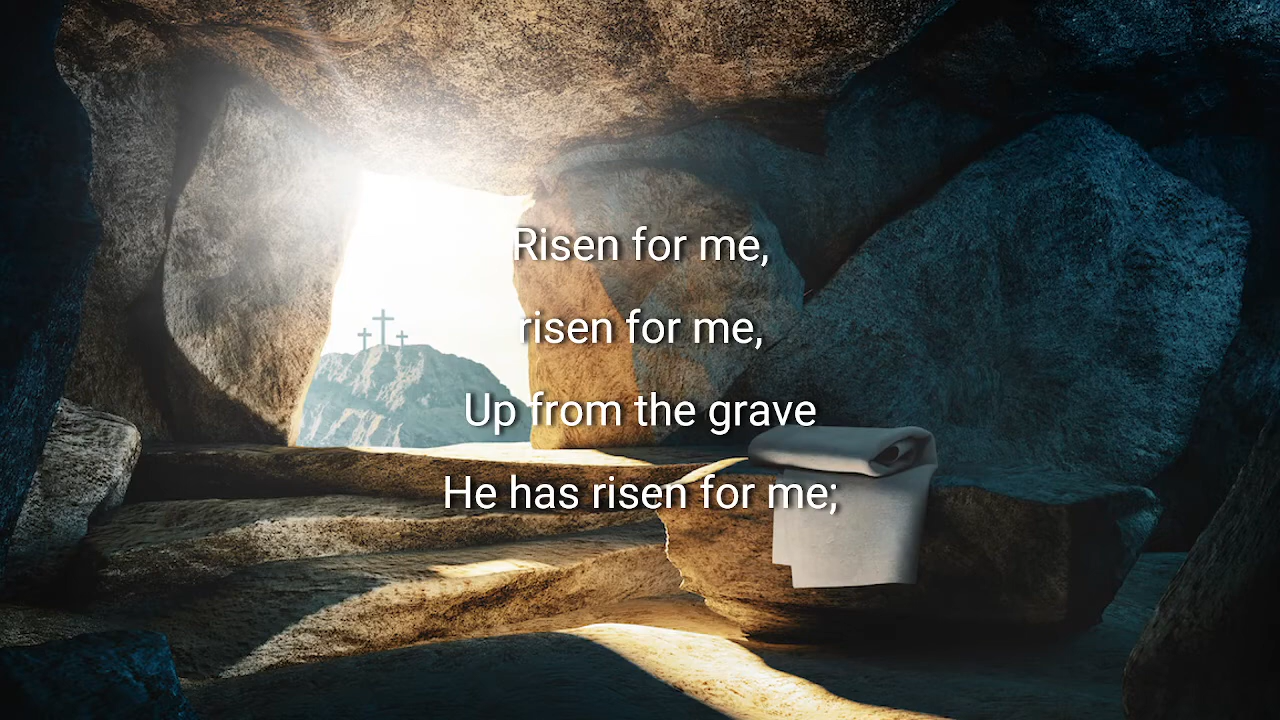 Risen for me,
risen for me,
Up from the grave
He has risen for me;